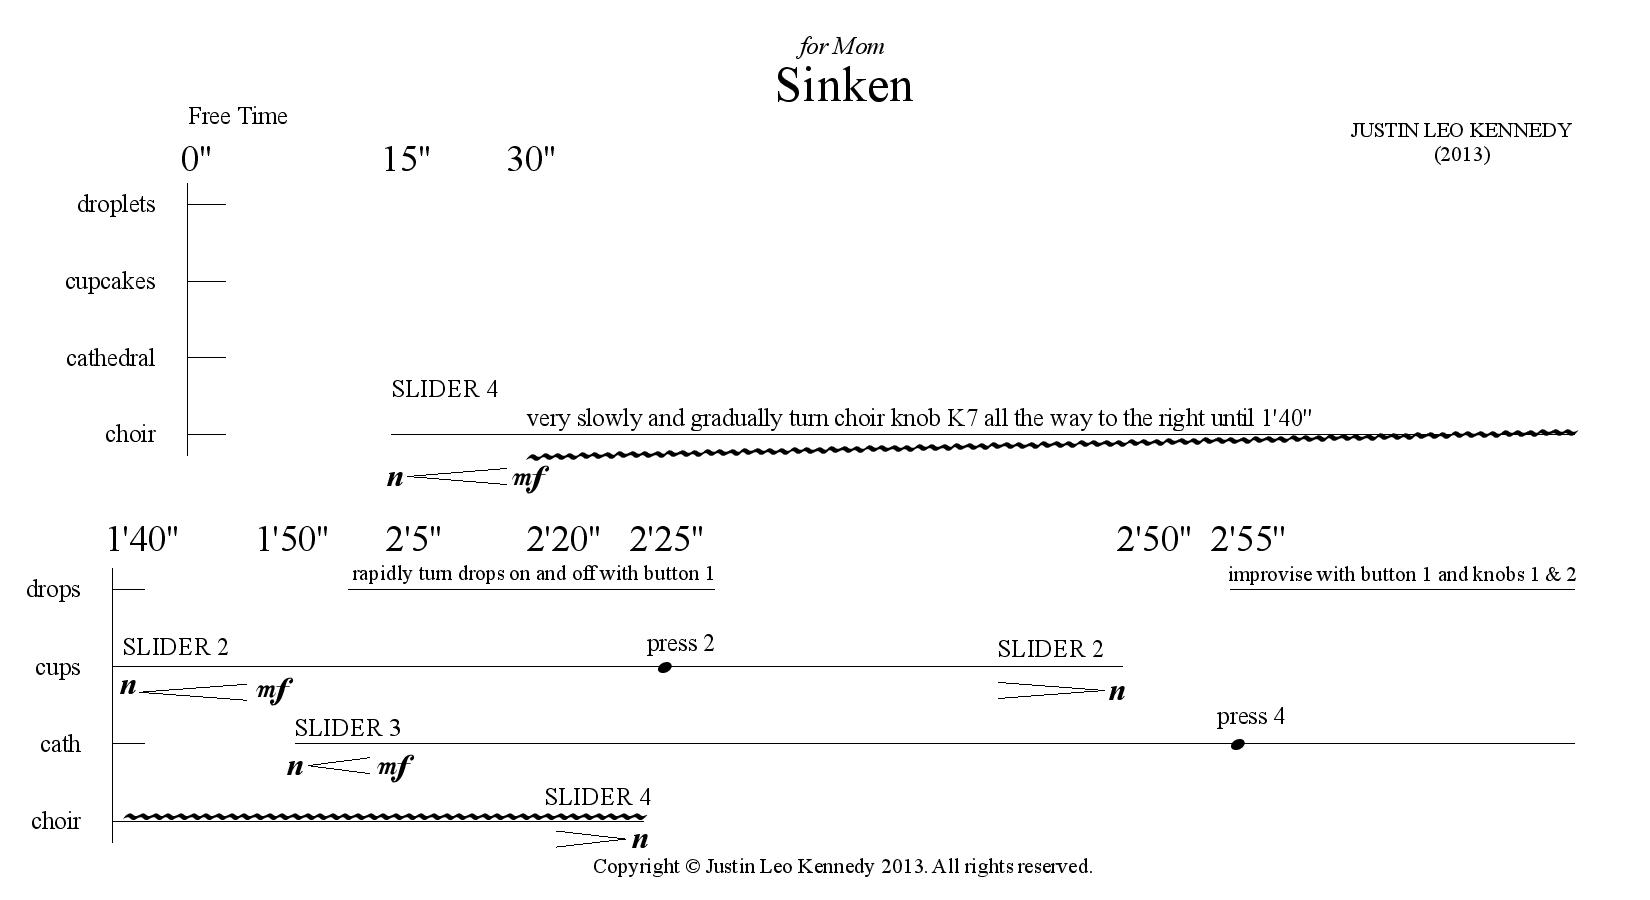 for Mom
Sinken
Free Time
JUSTIN LEO KENNEDY
(2013)
0" 15" 30"
droplets
cupcakes
cathedral
SLIDER 4
very slowly and gradually turn choir knob K7 all the way to the right until 1'40"
choir
n mf
1'40" 1'50" 2'5" 2'20" 2'25" 2'50" 2'55"
rapidly turn drops on and off with button 1 improvise with button 1 and knobs 1 & 2
drops
SLIDER 2 press 2 SLIDER 2
cups
n mf n
SLIDER 3 press 4
cath
n mf
SLIDER 4
choir
n
Copyright © Justin Leo Kennedy 2013. All rights reserved.